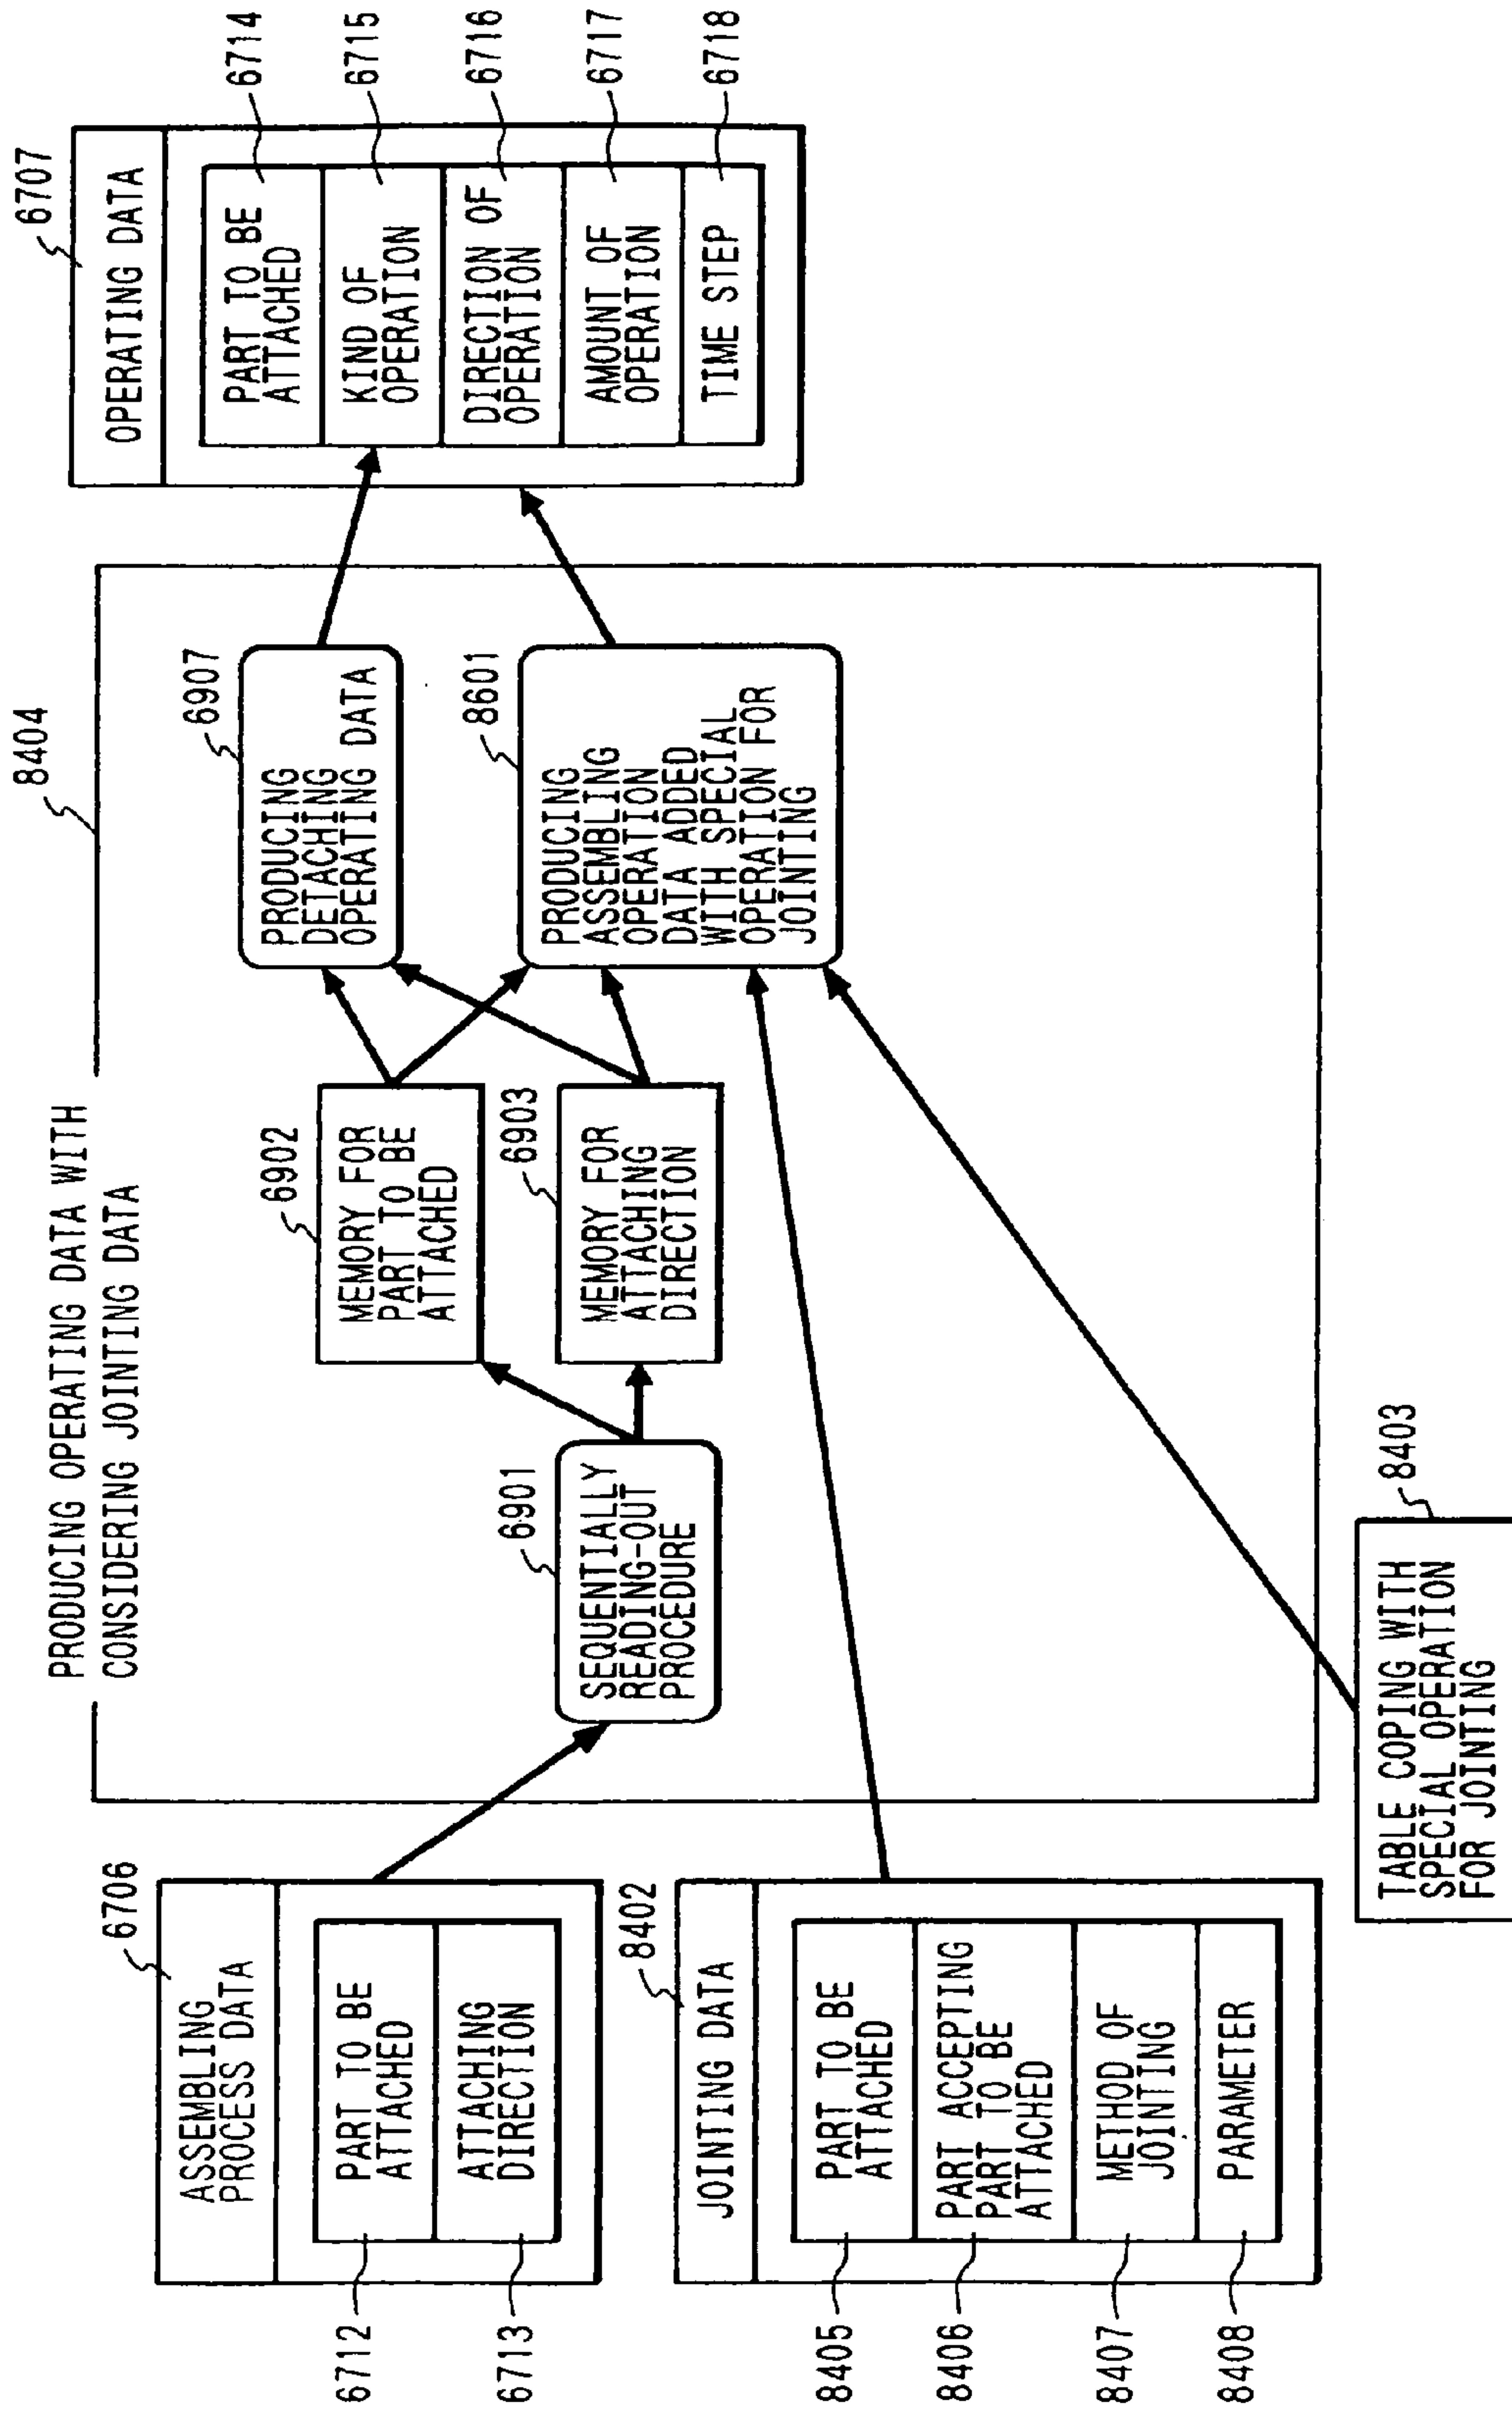 PRODUCING OPERATING DATA WITH
CONSIDERING JOINTING DATA
8404
6706
ASSEMBLING
PROCESS DATA
6712
PART TO BE
ATTACHED
6713
ATTACHING
DIRECTION
8402
JOINTING DATA
8405
PART TO BE
ATTACHED
8406
PART ACCEPTING
PART TO BE
ATTACHED
8407
METHOD OF
JOINTING
8408
PARAMETER
6901
SEQUENTIALLY
READING-OUT
PROCEDURE
6902
MEMORY FOR
PART TO BE
ATTACHED
6903
MEMORY FOR
ATTACHING
DIRECTION
6907
PRODUCING
DETACHING
OPERATING DATA
8601
PRODUCING
ASSEMBLING
OPERATION
DATA ADDED
WITH SPECIAL
OPERATION FOR
JOINTING
8403
TABLE COPING WITH
SPECIAL OPERATION
FOR JOINTING
6707
OPERATING DATA
PART TO BE
ATTACHED
6714
KIND OF
OPERATION
6715
DIRECTION OF
OPERATION
6716
AMOUNT OF
OPERATION
6717
TIME STEP
6718